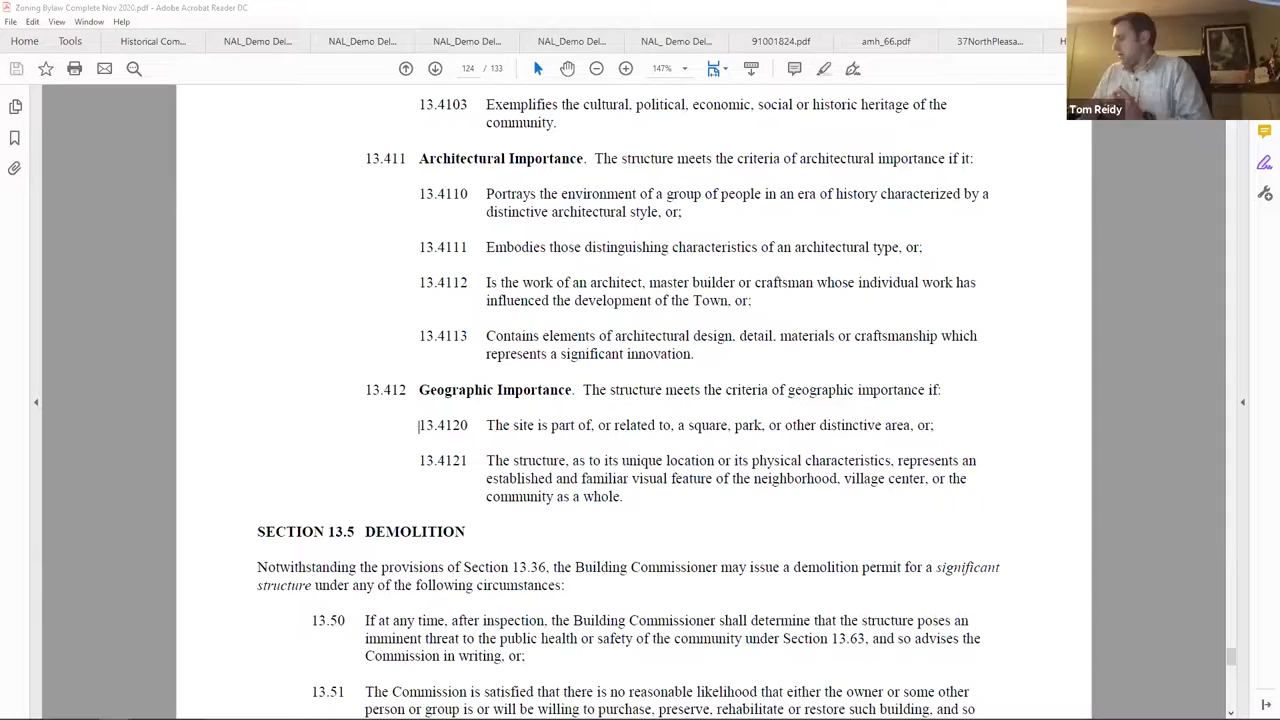 Zoning Bylaw Complete Nov 2020.pdf - Adobe Acrobat Reader DC
File Edit View Window Help
Home Tools Historical Com... NAL_Demo Del... NAL_Demo Del... NAL_Demo Del... NAL_Demo Del... NAL_ Demo Del... 91001824.pdf amh_66.pdf 37NorthPleasa...
124 / 133 147%
Tom Reidy
13.4103 Exemplifies the cultural, political, economic, social or historic heritage of the
community.
13.411 Architectural Importance. The structure meets the criteria of architectural importance if it:
13.4110 Portrays the environment of a group of people in an era of history characterized by a
distinctive architectural style, or;
13.4111 Embodies those distinguishing characteristics of an architectural type, or;
13.4112 Is the work of an architect, master builder or craftsman whose individual work has
influenced the development of the Town, or;
13.4113 Contains elements of architectural design, detail, materials or craftsmanship which
represents a significant innovation.
13.412 Geographic Importance. The structure meets the criteria of geographic importance if:
13.4120 The site is part of, or related to, a square, park, or other distinctive area, or;
13.4121 The structure, as to its unique location or its physical characteristics, represents an
established and familiar visual feature of the neighborhood, village center, or the
community as a whole.
SECTION 13.5 DEMOLITION
Notwithstanding the provisions of Section 13.36, the Building Commissioner may issue a demolition permit for a significant
structure under any of the following circumstances:
13.50 If at any time, after inspection, the Building Commissioner shall determine that the structure poses an
imminent threat to the public health or safety of the community under Section 13.63, and so advises the
Commission in writing, or;
13.51 The Commission is satisfied that there is no reasonable likelihood that either the owner or some other
person or group is or will be willing to purchase, preserve, rehabilitate or restore such building, and so